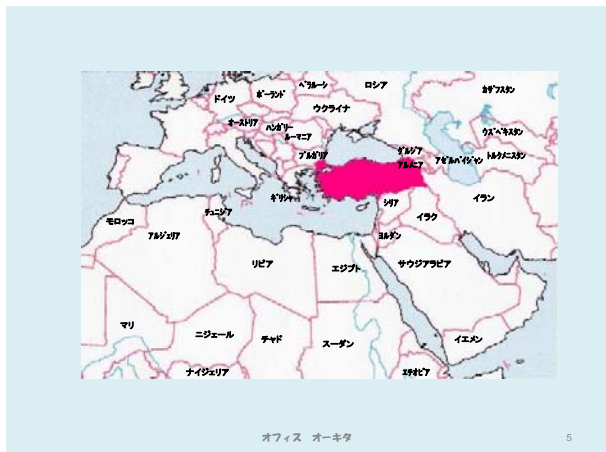 ロシア
ベラルーシ
カザフスタン
ドイツ
ポーランド
ウクライナ
オーストリア
ハンガリー
ルーマニア
ウズベキスタン
ブルガリア
グルジア
アルメニア
アゼルバイジャン
トルクメニスタン
ギリシャ
シリア
イラン
モロッコ
チュニジア
イラク
アルジェリア
ヨルダン
リビア
エジプト
サウジアラビア
マリ
ニジェール
チャド
スーダン
イエメン
ナイジェリア
エチオピア
オフィス オーキタ
5